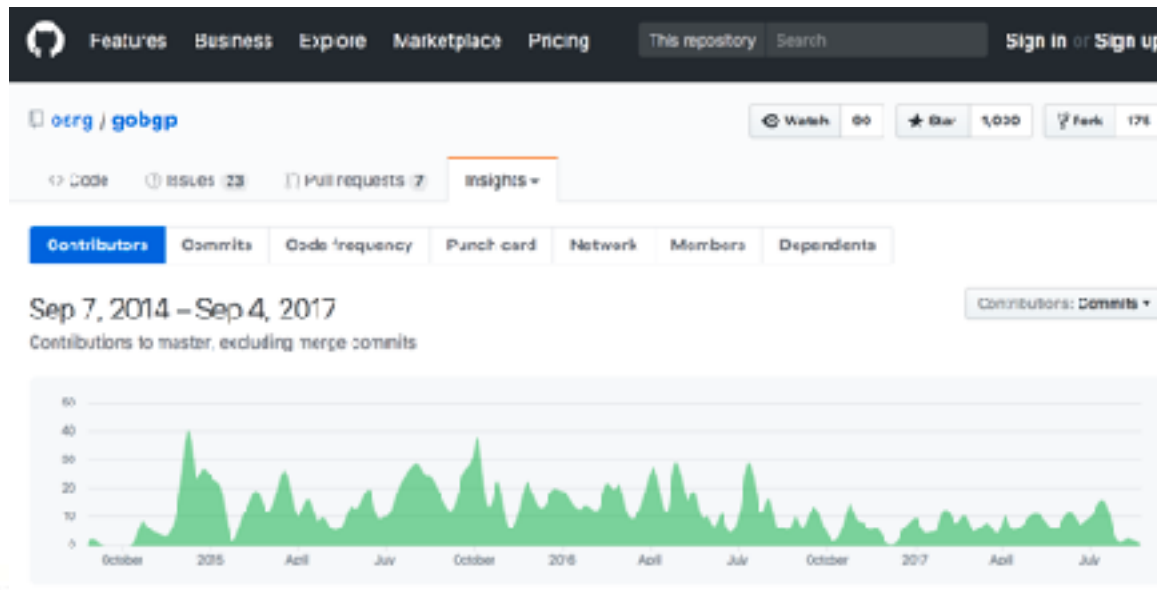 Features Business Explore Marketplace Pricing This repository Search Sign in or Sign up
osrg / gobgp Watch Star Fork 176
Code Issues 23 Pull requests 7 Insights
Contributors Commits Code frequency Punch card Network Members Dependents
Sep 7, 2014 – Sep 4, 2017 Contributions: Commits
Contributions to master, excluding merge commits
50
40
30
20
10
0
October 2015 April July October 2016 April July October 2017 April July